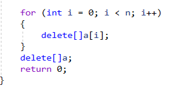 for (int i = 0; i < n; i++)
{
delete[]a[i];
}
delete[]a;
return 0;
}